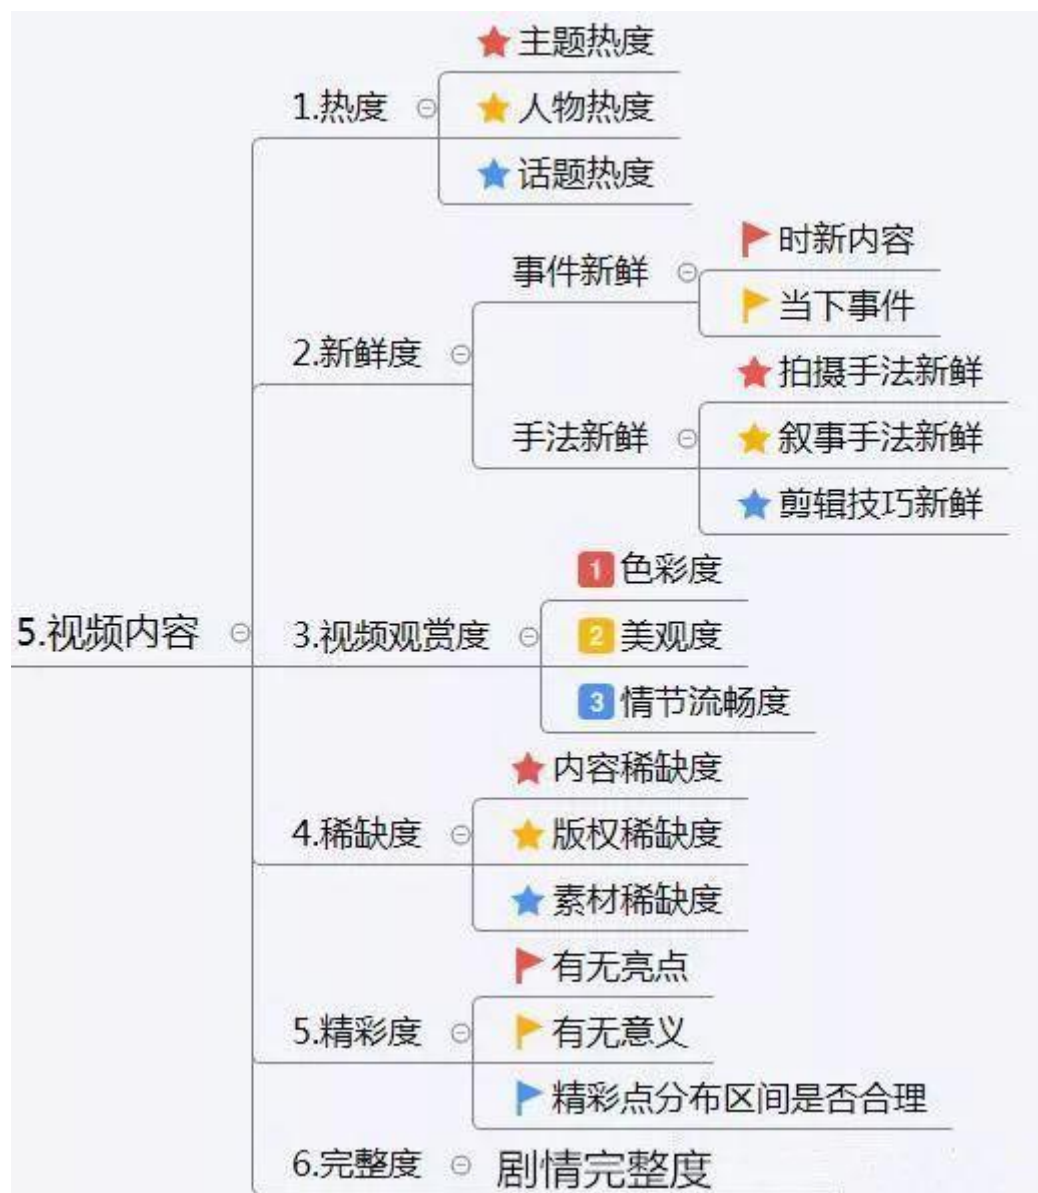 主题热度
1.热度
人物热度
话题热度
时新内容
事件新鲜
当下事件
2.新鲜度
拍摄手法新鲜
手法新鲜
叙事手法新鲜
剪辑技巧新鲜
1 色彩度
5.视频内容
3.视频观赏度
2 美观度
3 情节流畅度
内容稀缺度
4.稀缺度
版权稀缺度
素材稀缺度
有无亮点
5.精彩度
有无意义
精彩点分布区间是否合理
6.完整度
剧情完整度